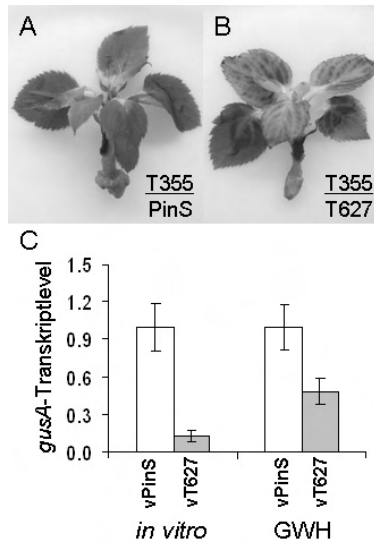 A
B
T355
PinS
T355
T627
C
gusA-Transkriptlevel
1.5
1.2
0.9
0.6
0.3
0.0
vPinS
vT627
vPinS
vT627
in vitro
GWH